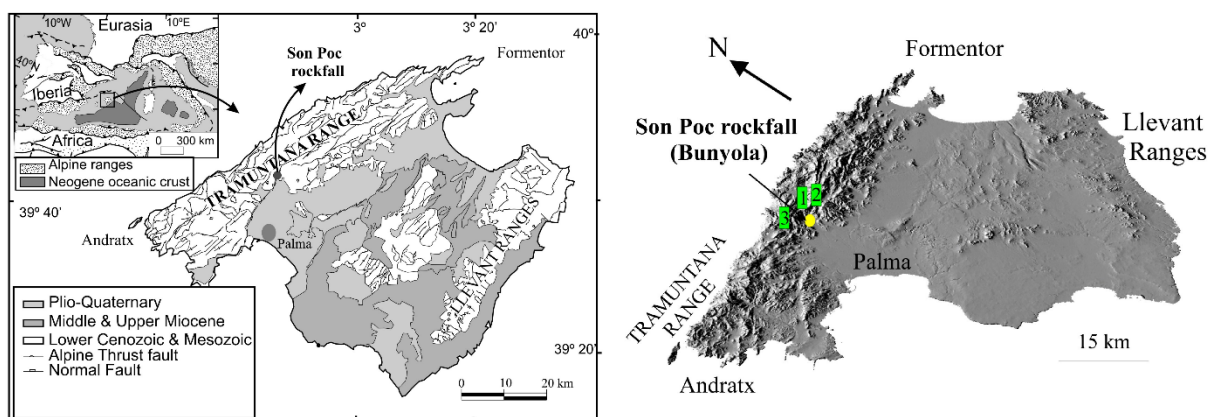 10ºW
Eurasia
10ºE
40ºN
Iberia
Africa
0 300 km
Alpine ranges
Neogene oceanic crust
3º
3º 20'
40º
Formentor
Son Poc
rockfall
TRAMUNTANA RANGE
39º 40'
Andratx
Palma
LLEVANT RANGES
Plio-Quaternary
Middle & Upper Miocene
Lower Cenozoic & Mesozoic
Alpine Thrust fault
Normal Fault
39º 20'
0 10 20 km
N
Formentor
Son Poc rockfall
(Bunyola)
Llevant
Ranges
1
2
3
Palma
TRAMUNTANA
RANGE
15 km
Andratx